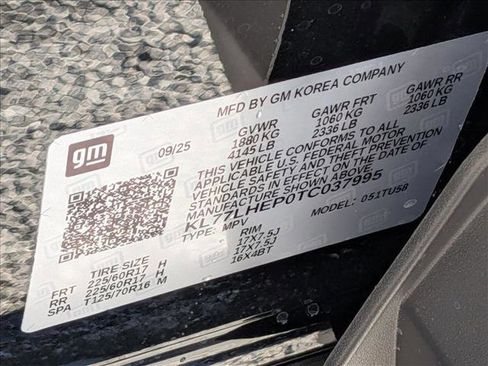 gm
MFD BY GM KOREA COMPANY
09/25
GVWR GAWR FRT GAWR RR
1880 KG 1060 KG 1060 KG
4145 LB 2336 LB 2336 LB
THIS VEHICLE CONFORMS TO ALL
APPLICABLE U.S. FEDERAL MOTOR
VEHICLE SAFETY AND THEFT PREVENTION
STANDARDS IN EFFECT ON THE DATE OF
MANUFACTURE SHOWN ABOVE.
KL77LHEP0TC037995
TYPE: MPV MODEL: 051TU58
TIRE SIZE RIM
FRT 225/60R17 H 17X7.5J
RR 225/60R17 H 17X7.5J
SPA T125/70R16 M 16X4BT